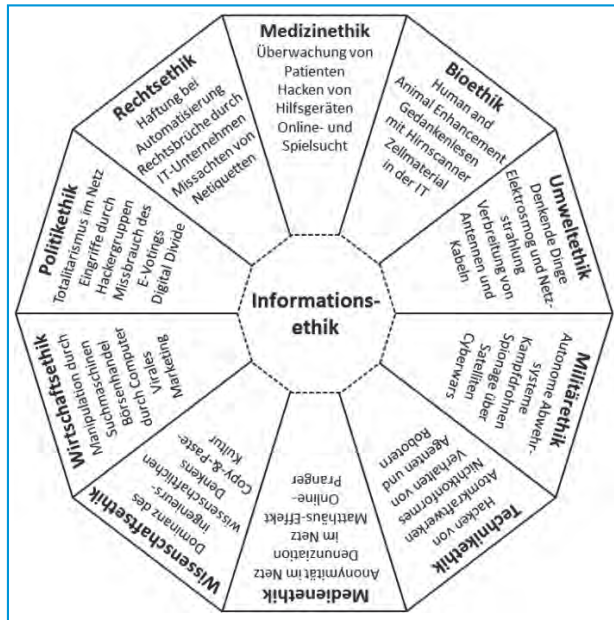 Medizinethik
Überwachung von
Patienten
Hacken von
Hilfsgeräten
Online- und
Spielsucht
Bioethik
Human and
Animal Enhancement
Gedankenlesen
mit Hirnscanner
Zellmaterial
in der IT
Umweltethik
Denkende Dinge
Elektrosmog und Netz-
strahlung
Verbreitung von
Antennen und
Kabeln
Militärethik
Autonome Abwehr-
systeme
Kampfdrohnen
Spionage über
Satelliten
Cyberwars
Technikethik
Hacken von
Atomkraftwerken
Nichtkonformes
Verhalten von
Agenten und
Robotern
Medienethik
Anonymität im Netz
Denunziation
im Netz
Matthäus-Effekt
Online-
Pranger
Wissenschaftsethik
Dominanz des
ingenieurs-
wissenschaftlichen
Denkens
Copy-&-Paste-
Kultur
Wirtschaftsethik
Manipulation durch
Suchmaschinen
Börsenhandel
durch Computer
Virales
Marketing
Politikethik
Totalitarismus im Netz
Eingriffe durch
Hackergruppen
Missbrauch des
E-Votings
Digital Divide
Rechtsethik
Haftung bei
Automatisierung
Rechtsbrüche durch
IT-Unternehmen
Missachten von
Netiquetten
Informations-
ethik